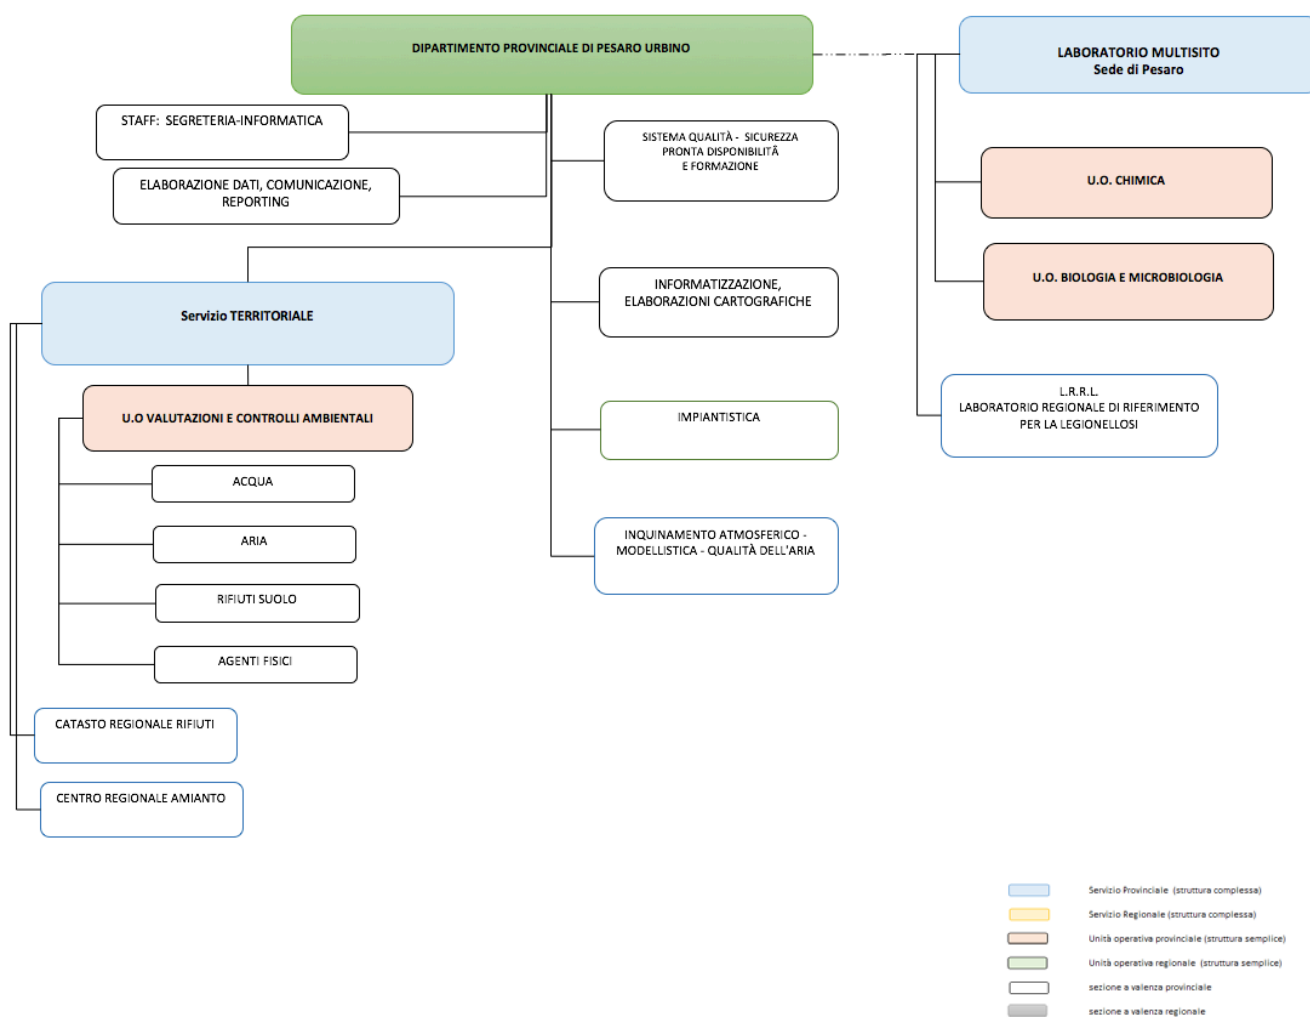 DIPARTIMENTO PROVINCIALE DI PESARO URBINO
LABORATORIO MULTISITO
Sede di Pesaro
STAFF: SEGRETERIA-INFORMATICA
ELABORAZIONE DATI, COMUNICAZIONE,
REPORTING
SISTEMA QUALITÀ - SICUREZZA
PRONTA DISPONIBILITÃ
E FORMAZIONE
U.O. CHIMICA
U.O. BIOLOGIA E MICROBIOLOGIA
INFORMATIZZAZIONE,
ELABORAZIONI CARTOGRAFICHE
Servizio TERRITORIALE
U.O VALUTAZIONI E CONTROLLI AMBIENTALI
IMPIANTISTICA
L.R.R.L.
LABORATORIO REGIONALE DI RIFERIMENTO
PER LA LEGIONELLOSI
ACQUA
ARIA
RIFIUTI SUOLO
AGENTI FISICI
INQUINAMENTO ATMOSFERICO -
MODELLISTICA - QUALITÀ DELL'ARIA
CATASTO REGIONALE RIFIUTI
CENTRO REGIONALE AMIANTO
Servizio Provinciale (struttura complessa)
Servizio Regionale (struttura complessa)
Unità operativa provinciale (struttura semplice)
Unità operativa regionale (struttura semplice)
sezione a valenza provinciale
sezione a valenza regionale